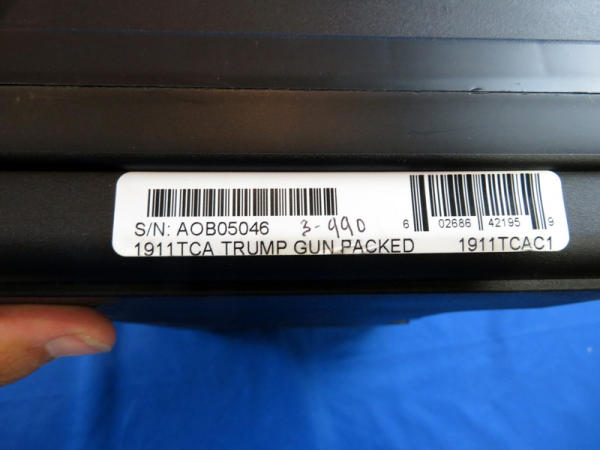 S/N: AOB05046 3-990
6 02686 42195 9
1911TCA TRUMP GUN PACKED 1911TCAC1